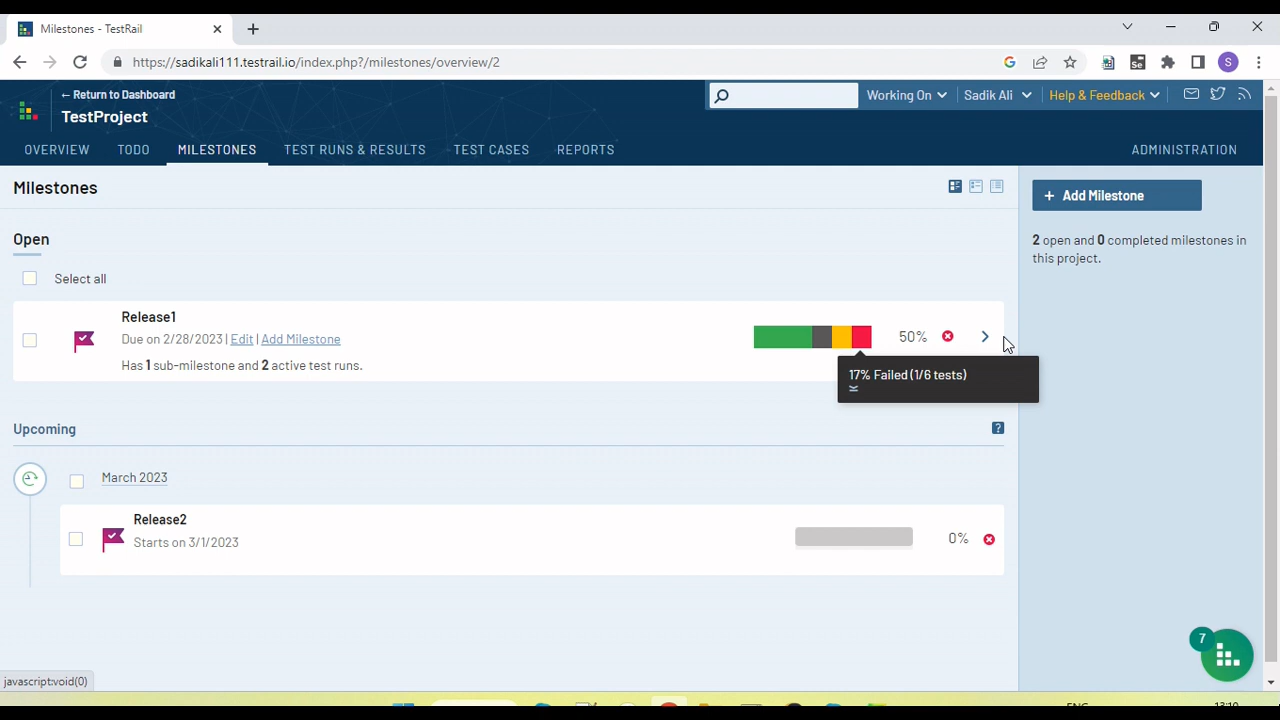 Milestones - TestRail
https://sadikali111.testrail.io/index.php?/milestones/overview/2
S
← Return to Dashboard
TestProject
Working On
Sadik Ali
Help & Feedback
OVERVIEW
TODO
MILESTONES
TEST RUNS & RESULTS
TEST CASES
REPORTS
ADMINISTRATION
Milestones
+ Add Milestone
2 open and 0 completed milestones in
this project.
Open
Select all
Release1
Due on 2/28/2023 | Edit | Add Milestone
Has 1 sub-milestone and 2 active test runs.
50%
17% Failed (1/6 tests)
Upcoming
?
March 2023
Release2
Starts on 3/1/2023
0%
7
javascript:void(0)